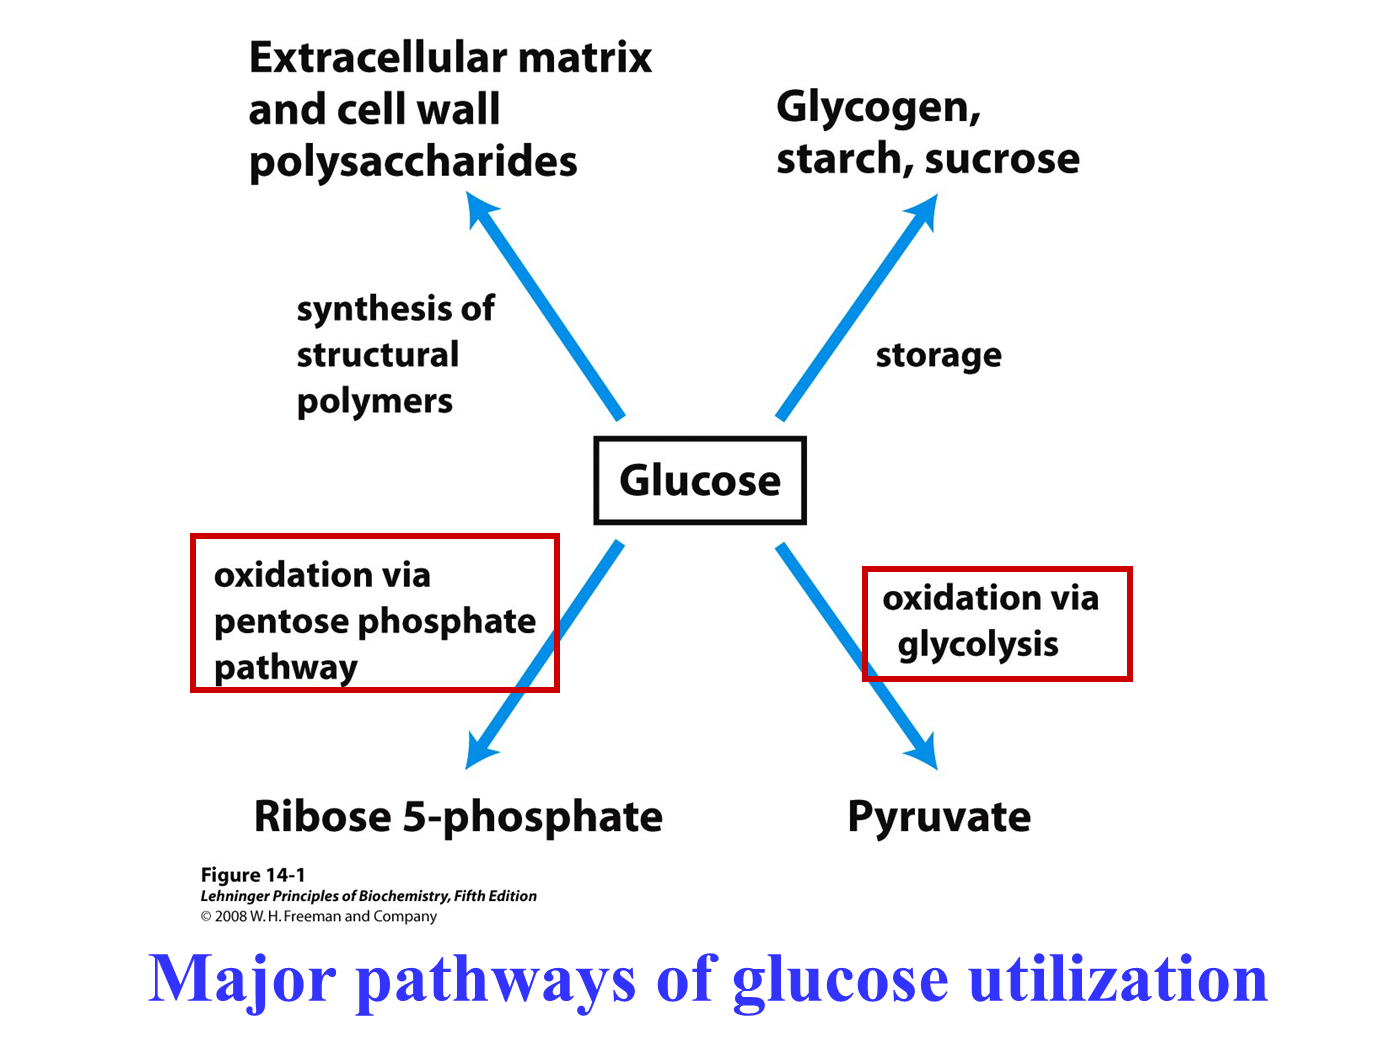 Extracellular matrix
and cell wall
polysaccharides
Glycogen,
starch, sucrose
synthesis of
structural
polymers
storage
Glucose
oxidation via
pentose phosphate
pathway
oxidation via
glycolysis
Ribose 5-phosphate
Pyruvate
Figure 14-1
Lehninger Principles of Biochemistry, Fifth Edition
© 2008 W. H. Freeman and Company
Major pathways of glucose utilization